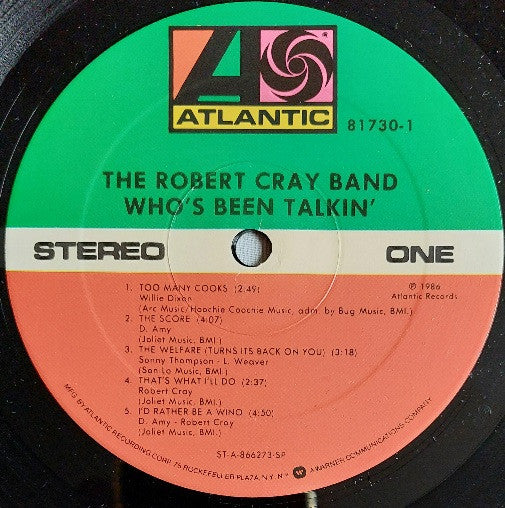 ATLANTIC
81730-1
THE ROBERT CRAY BAND
WHO'S BEEN TALKIN'
STEREO
ONE
℗ 1986
Atlantic Records
1. TOO MANY COOKS (2:49)
Willie Dixon
(Arc Music/Hoochie Coochie Music, adm. by Bug Music, BMI.)
2. THE SCORE (4:07)
D. Amy
(Joliet Music, BMI.)
3. THE WELFARE (TURNS ITS BACK ON YOU) (3:18)
Sonny Thompson - L. Weaver
(Son Lo Music, BMI.)
4. THAT'S WHAT I'LL DO (2:37)
Robert Cray
(Joliet Music, BMI.)
5. I'D RATHER BE A WINO (4:50)
D. Amy - Robert Cray
(Joliet Music, BMI.)
ST-A-866273-SP
MFG BY ATLANTIC RECORDING CORP. 75 ROCKEFELLER PLAZA, N.Y. N.Y. A WARNER COMMUNICATIONS COMPANY